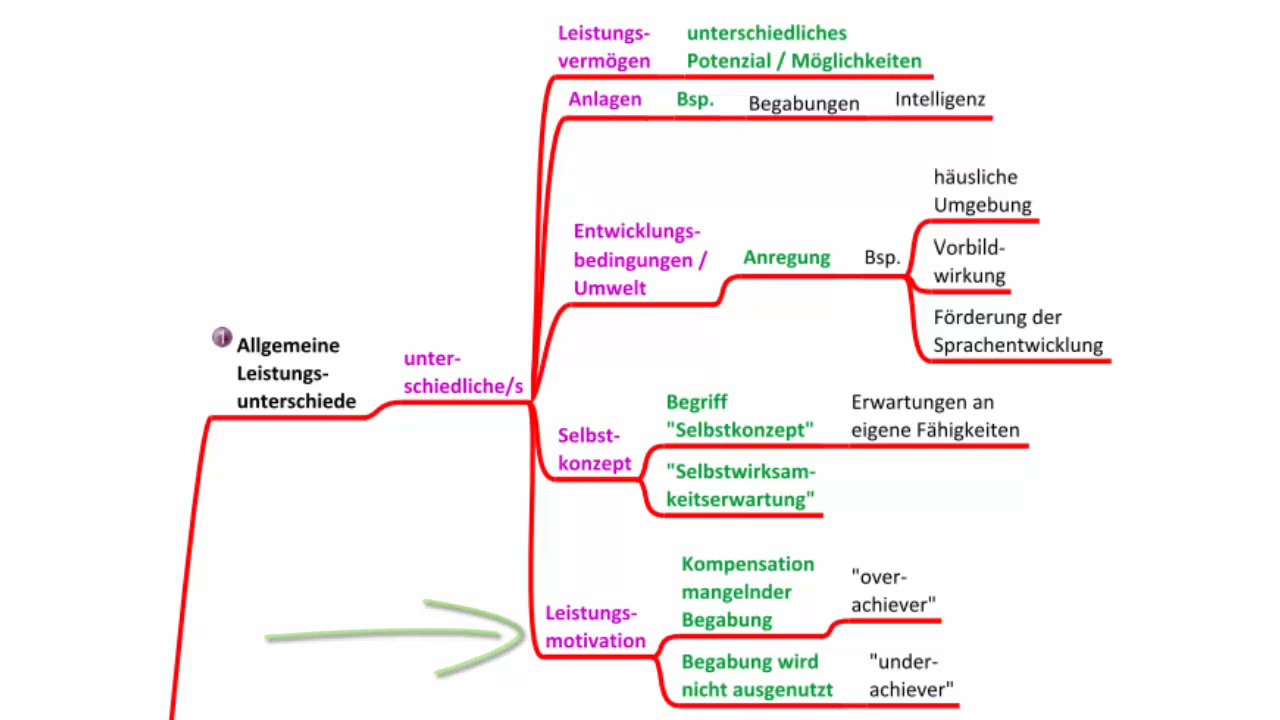 Leistungs-
vermögen
unterschiedliches
Potenzial / Möglichkeiten
Anlagen Bsp. Begabungen Intelligenz
häusliche
Umgebung
Entwicklungs-
bedingungen /
Umwelt
Anregung Bsp.
Vorbild-
wirkung
Förderung der
Sprachentwicklung
1
Allgemeine
Leistungs-
unterschiede
unter-
schiedliche/s
Selbst-
konzept
Begriff
"Selbstkonzept"
Erwartungen an
eigene Fähigkeiten
"Selbstwirksam-
keitserwartung"
Leistungs-
motivation
Kompensation
mangelnder
Begabung
"over-
achiever"
Begabung wird
nicht ausgenutzt
"under-
achiever"